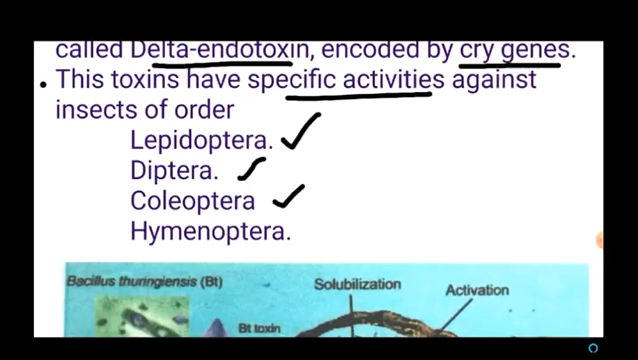 called Delta-endotoxin, encoded by cry genes.
• This toxins have specific activities against
insects of order
Lepidoptera.
Diptera.
Coleoptera
Hymenoptera.
Bacillus thuringiensis (Bt)
Solubilization
Activation
Bt toxin